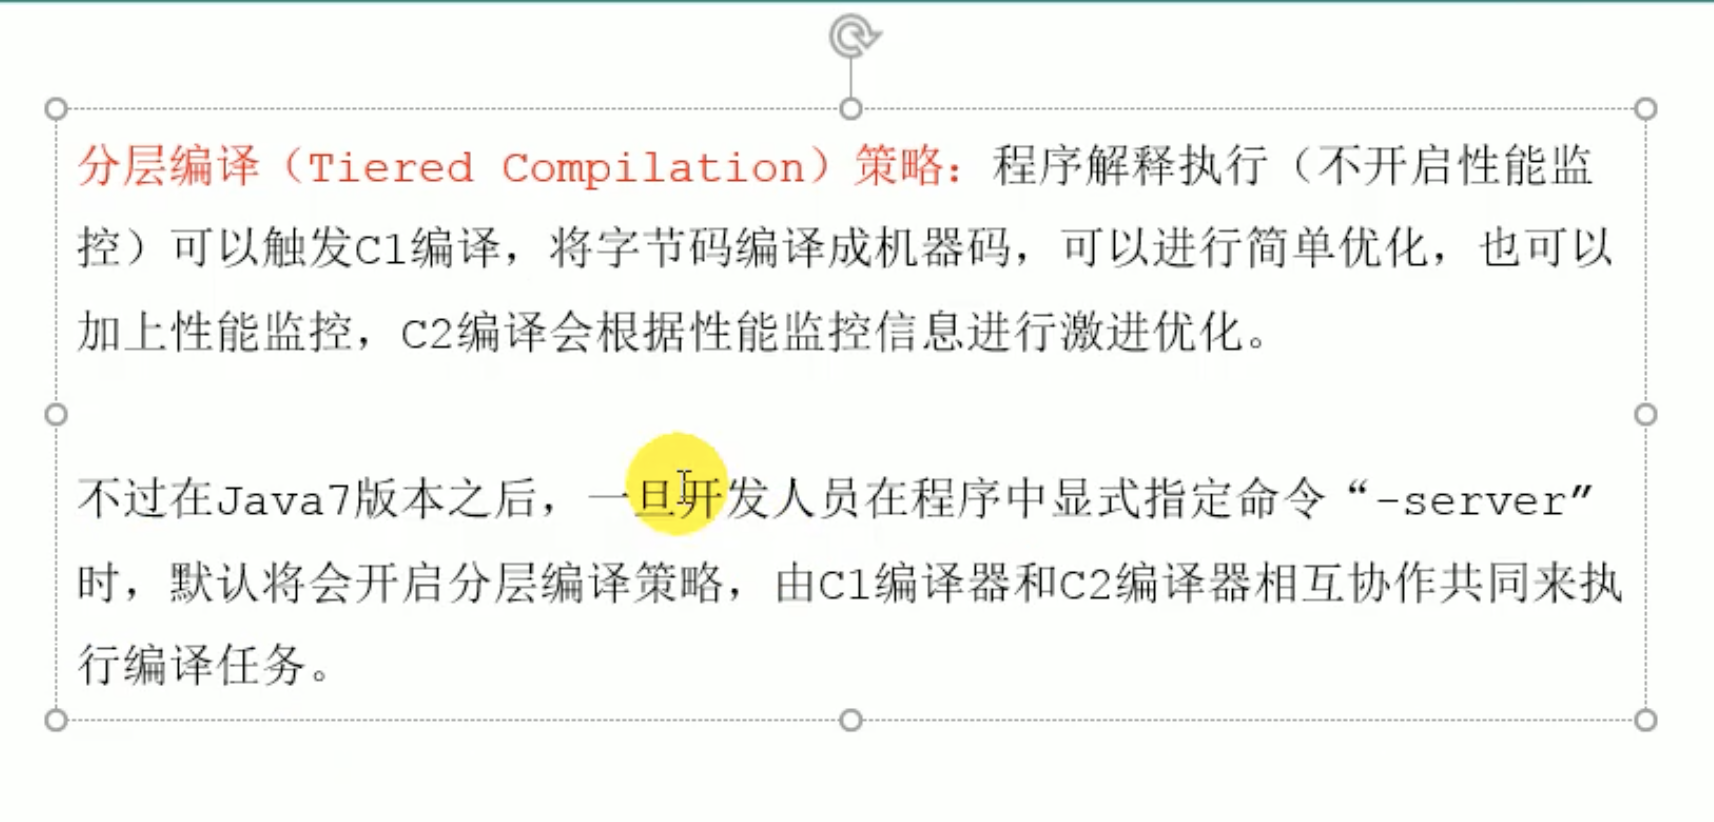 分层编译（Tiered Compilation）策略：程序解释执行（不开启性能监
控）可以触发C1编译，将字节码编译成机器码，可以进行简单优化，也可以
加上性能监控，C2编译会根据性能监控信息进行激进优化。
不过在Java7版本之后，一旦开发人员在程序中显式指定命令“-server”
时，默认将会开启分层编译策略，由C1编译器和C2编译器相互协作共同来执
行编译任务。